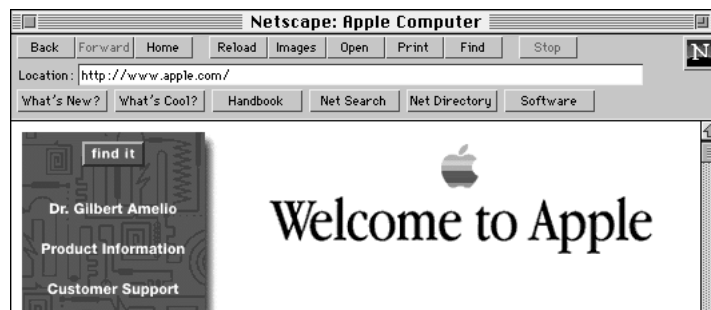 Netscape: Apple Computer
Back Forward Home Reload Images Open Print Find Stop
N
Location: http://www.apple.com/
What's New? What's Cool? Handbook Net Search Net Directory Software
find it
Dr. Gilbert Amelio
Product Information
Customer Support
Welcome to Apple